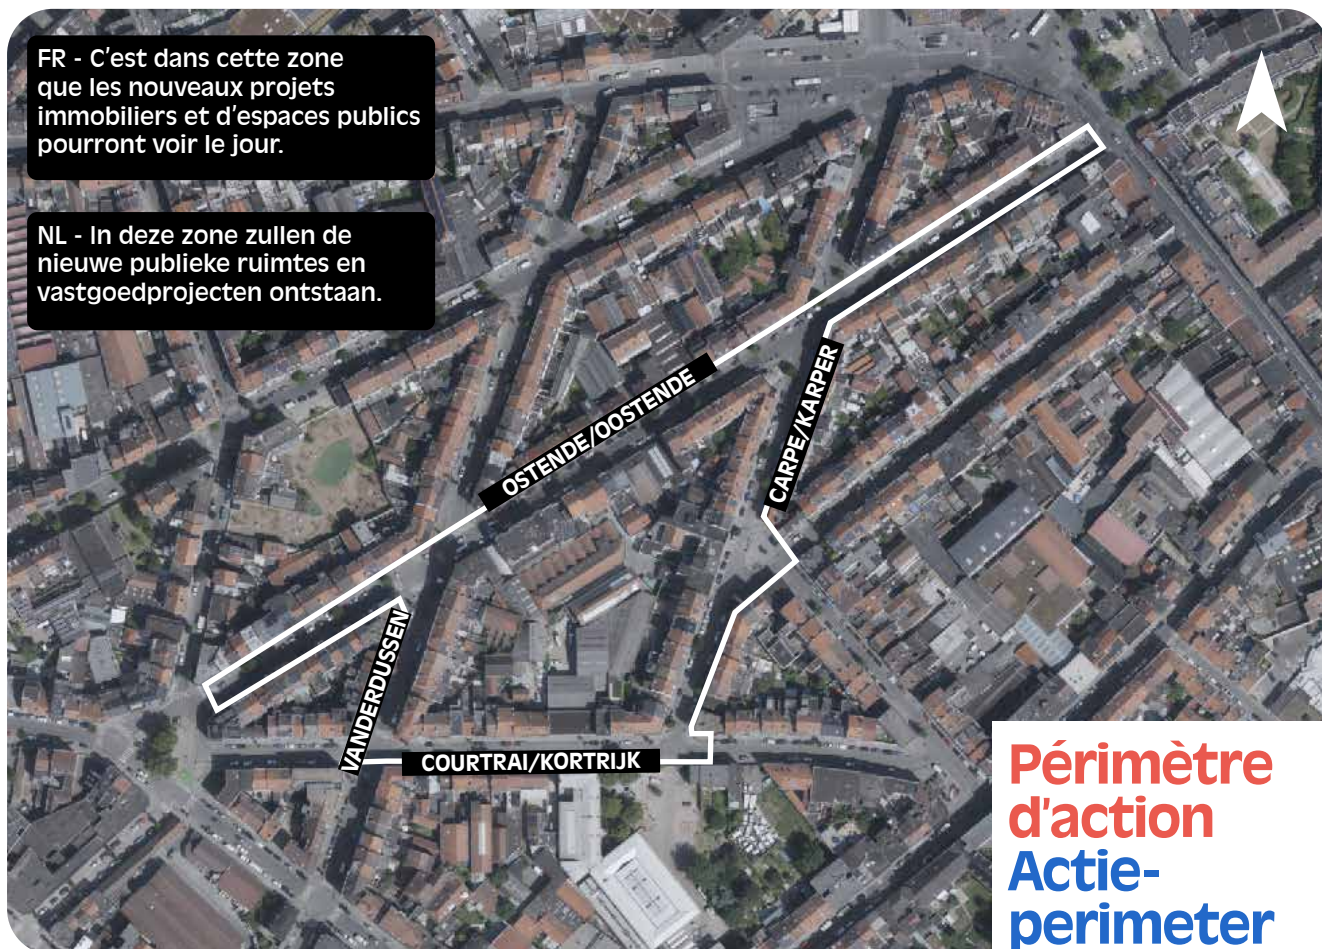 FR - C'est dans cette zone
que les nouveaux projets
immobiliers et d'espaces publics
pourront voir le jour.
NL - In deze zone zullen de
nieuwe publieke ruimtes en
vastgoedprojecten ontstaan.
OSTENDE/OOSTENDE
CARPE/KARPER
VANDERDUSSEN
COURTRAI/KORTRIJK
Périmètre
d'action
Actie-
perimeter